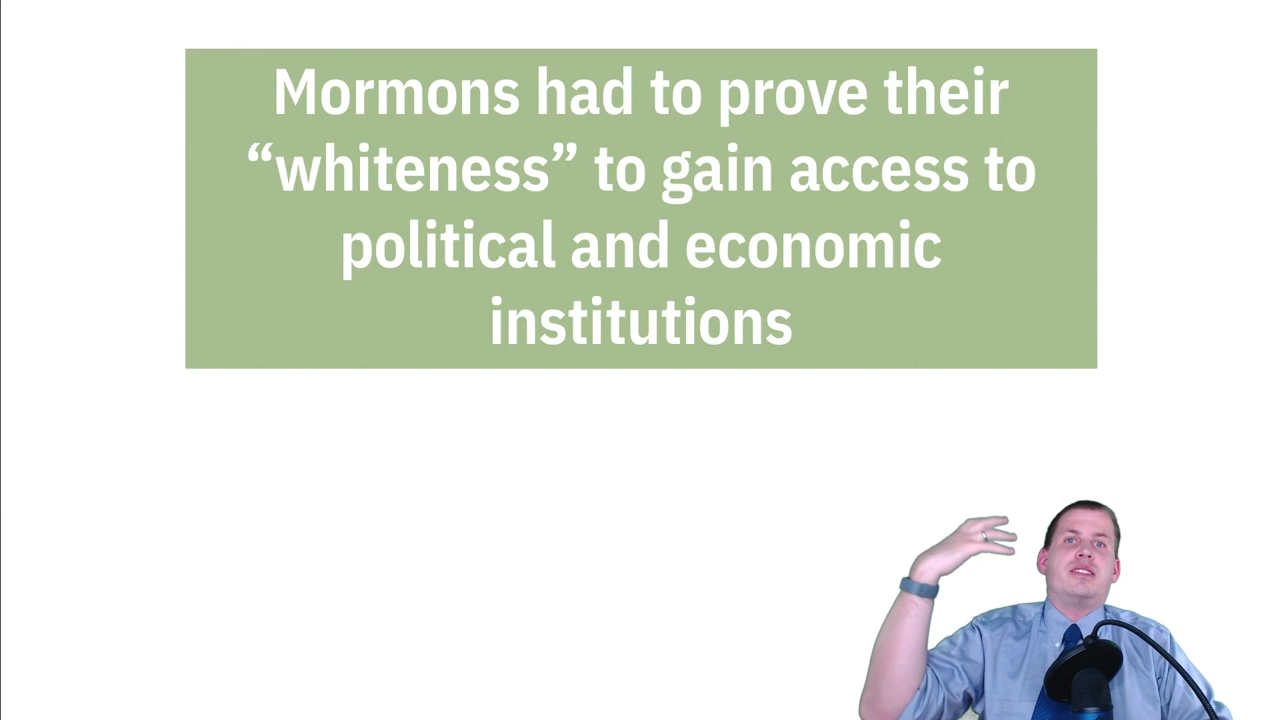 Mormons had to prove their
“whiteness” to gain access to
political and economic
institutions